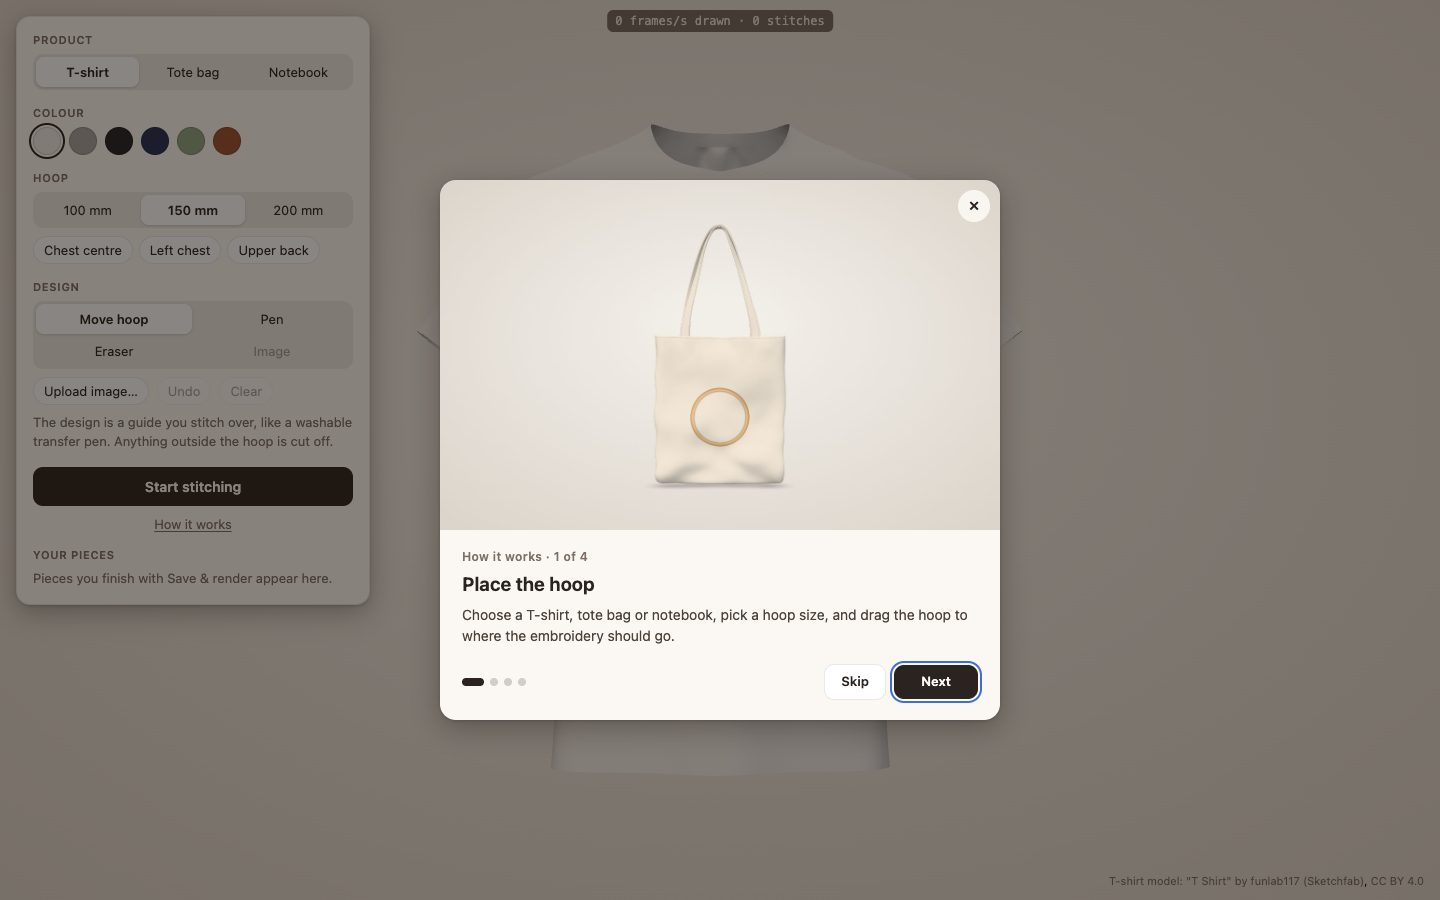 0 frames/s drawn · 0 stitches
PRODUCT
T-shirt
Tote bag
Notebook
COLOUR
HOOP
100 mm
150 mm
200 mm
Chest centre
Left chest
Upper back
DESIGN
Move hoop
Pen
Eraser
Image
Upload image...
Undo
Clear
The design is a guide you stitch over, like a washable
transfer pen. Anything outside the hoop is cut off.
Start stitching
How it works
YOUR PIECES
Pieces you finish with Save & render appear here.
×
How it works · 1 of 4
Place the hoop
Choose a T-shirt, tote bag or notebook, pick a hoop size, and drag the hoop to
where the embroidery should go.
Skip
Next
T-shirt model: "T Shirt" by funlab117 (Sketchfab), CC BY 4.0